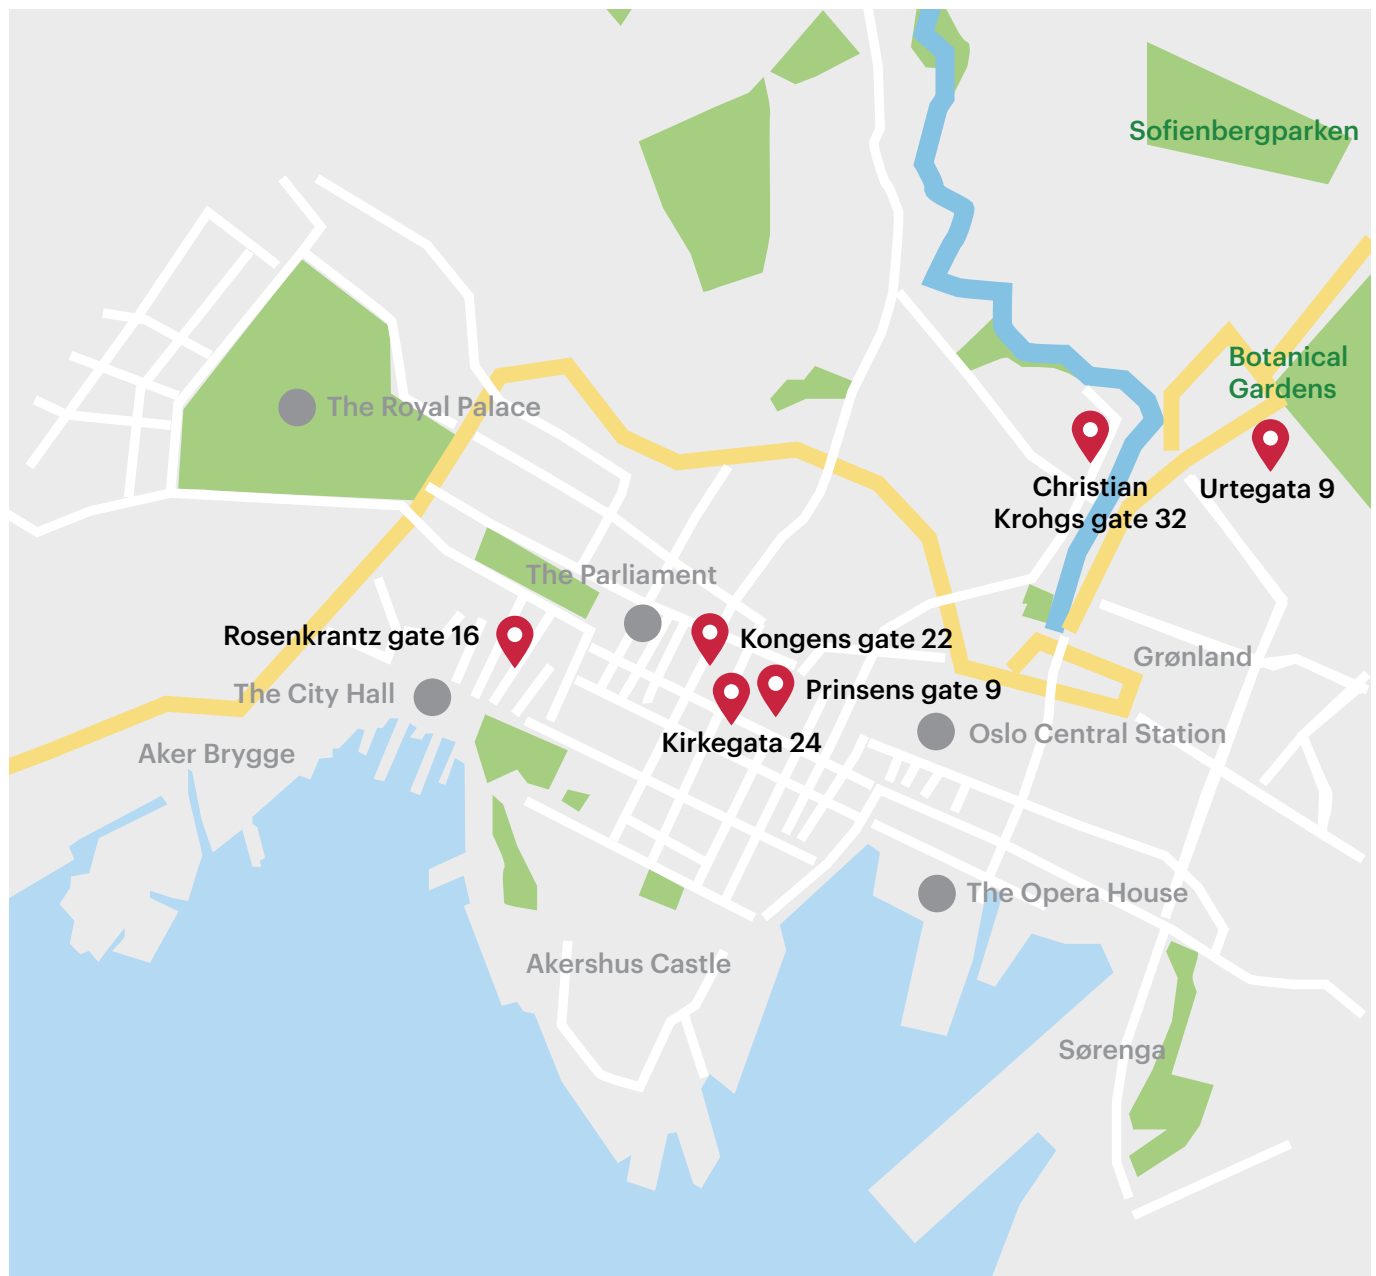 Sofienbergparken
Botanical
Gardens
The Royal Palace
Christian
Krohgs gate 32
Urtegata 9
The Parliament
Rosenkrantz gate 16
Kongens gate 22
Grønland
The City Hall
Prinsens gate 9
Kirkegata 24
Oslo Central Station
Aker Brygge
The Opera House
Akershus Castle
Sørenga